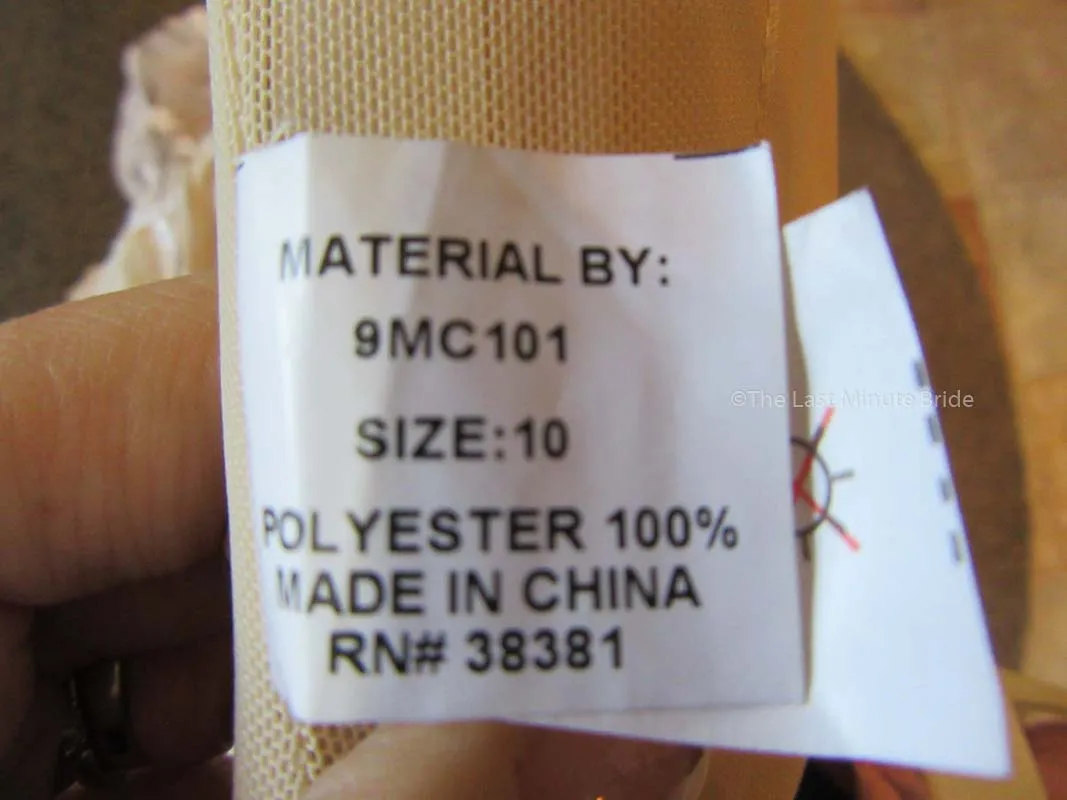 MATERIAL BY:
9MC101
©The Last Minute Bride
SIZE:10
POLYESTER 100%
MADE IN CHINA
RN# 38381